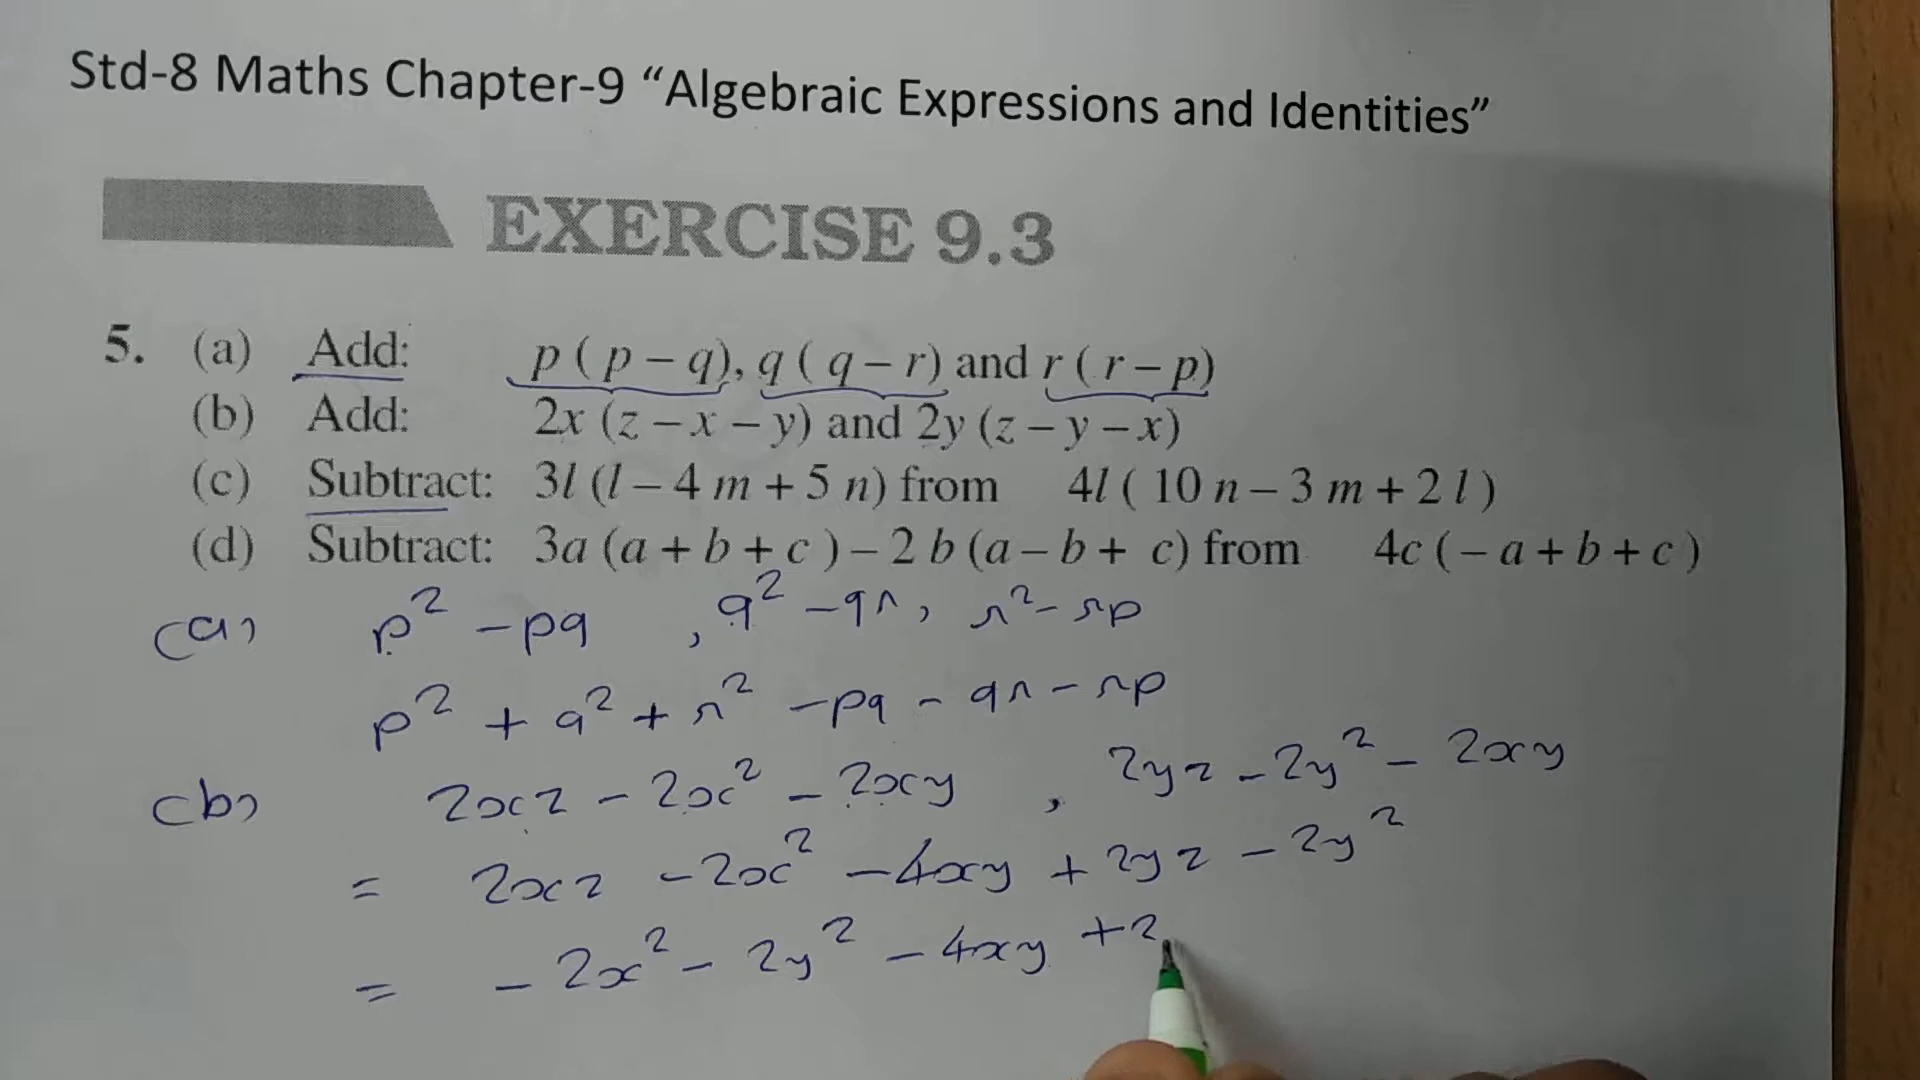 Std-8 Maths Chapter-9 “Algebraic Expressions and Identities”
EXERCISE 9.3
5. (a) Add: p ( p – q), q ( q – r) and r ( r – p)
(b) Add: 2x (z – x – y) and 2y (z – y – x)
(c) Subtract: 3l (l – 4 m + 5 n) from 4l ( 10 n – 3 m + 2 l )
(d) Subtract: 3a (a + b + c ) – 2 b (a – b + c) from 4c ( – a + b + c )
(a) p² - pq , q² - qr, r² - rp
p² + q² + r² - pq - qr - rp
(b) 2xz - 2x² - 2xy , 2yz - 2y² - 2xy
= 2xz - 2x² - 4xy + 2yz - 2y²
= - 2x² - 2y² - 4xy + 2